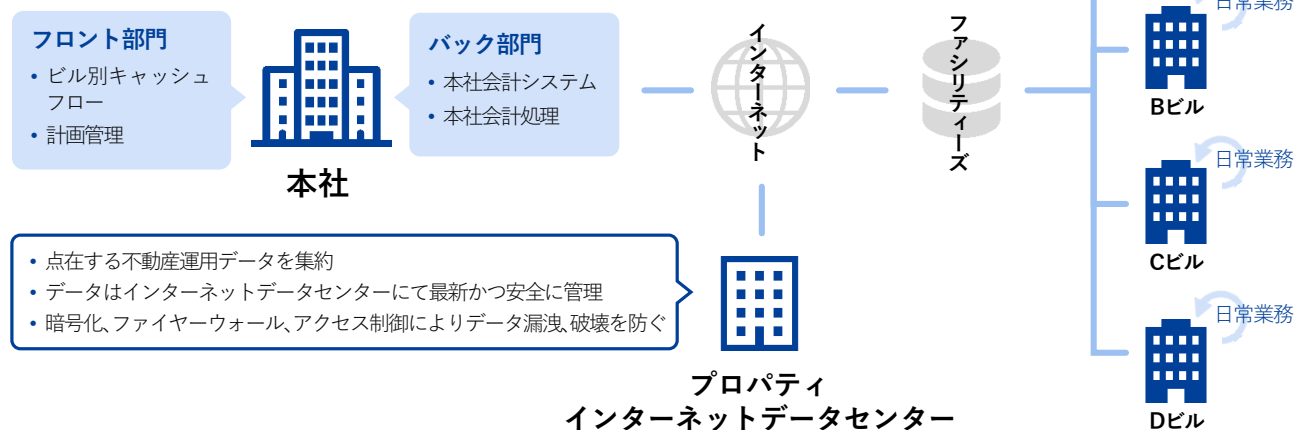 フロント部門
• ビル別キャッシュ
フロー
• 計画管理
本社
バック部門
• 本社会計システム
• 本社会計処理
インターネット
ファシリティーズ
日常業務
Bビル
日常業務
Cビル
日常業務
Dビル
• 点在する不動産運用データを集約
• データはインターネットデータセンターにて最新かつ安全に管理
• 暗号化、ファイヤーウォール、アクセス制御によりデータ漏洩、破壊を防ぐ
プロパティ
インターネットデータセンター